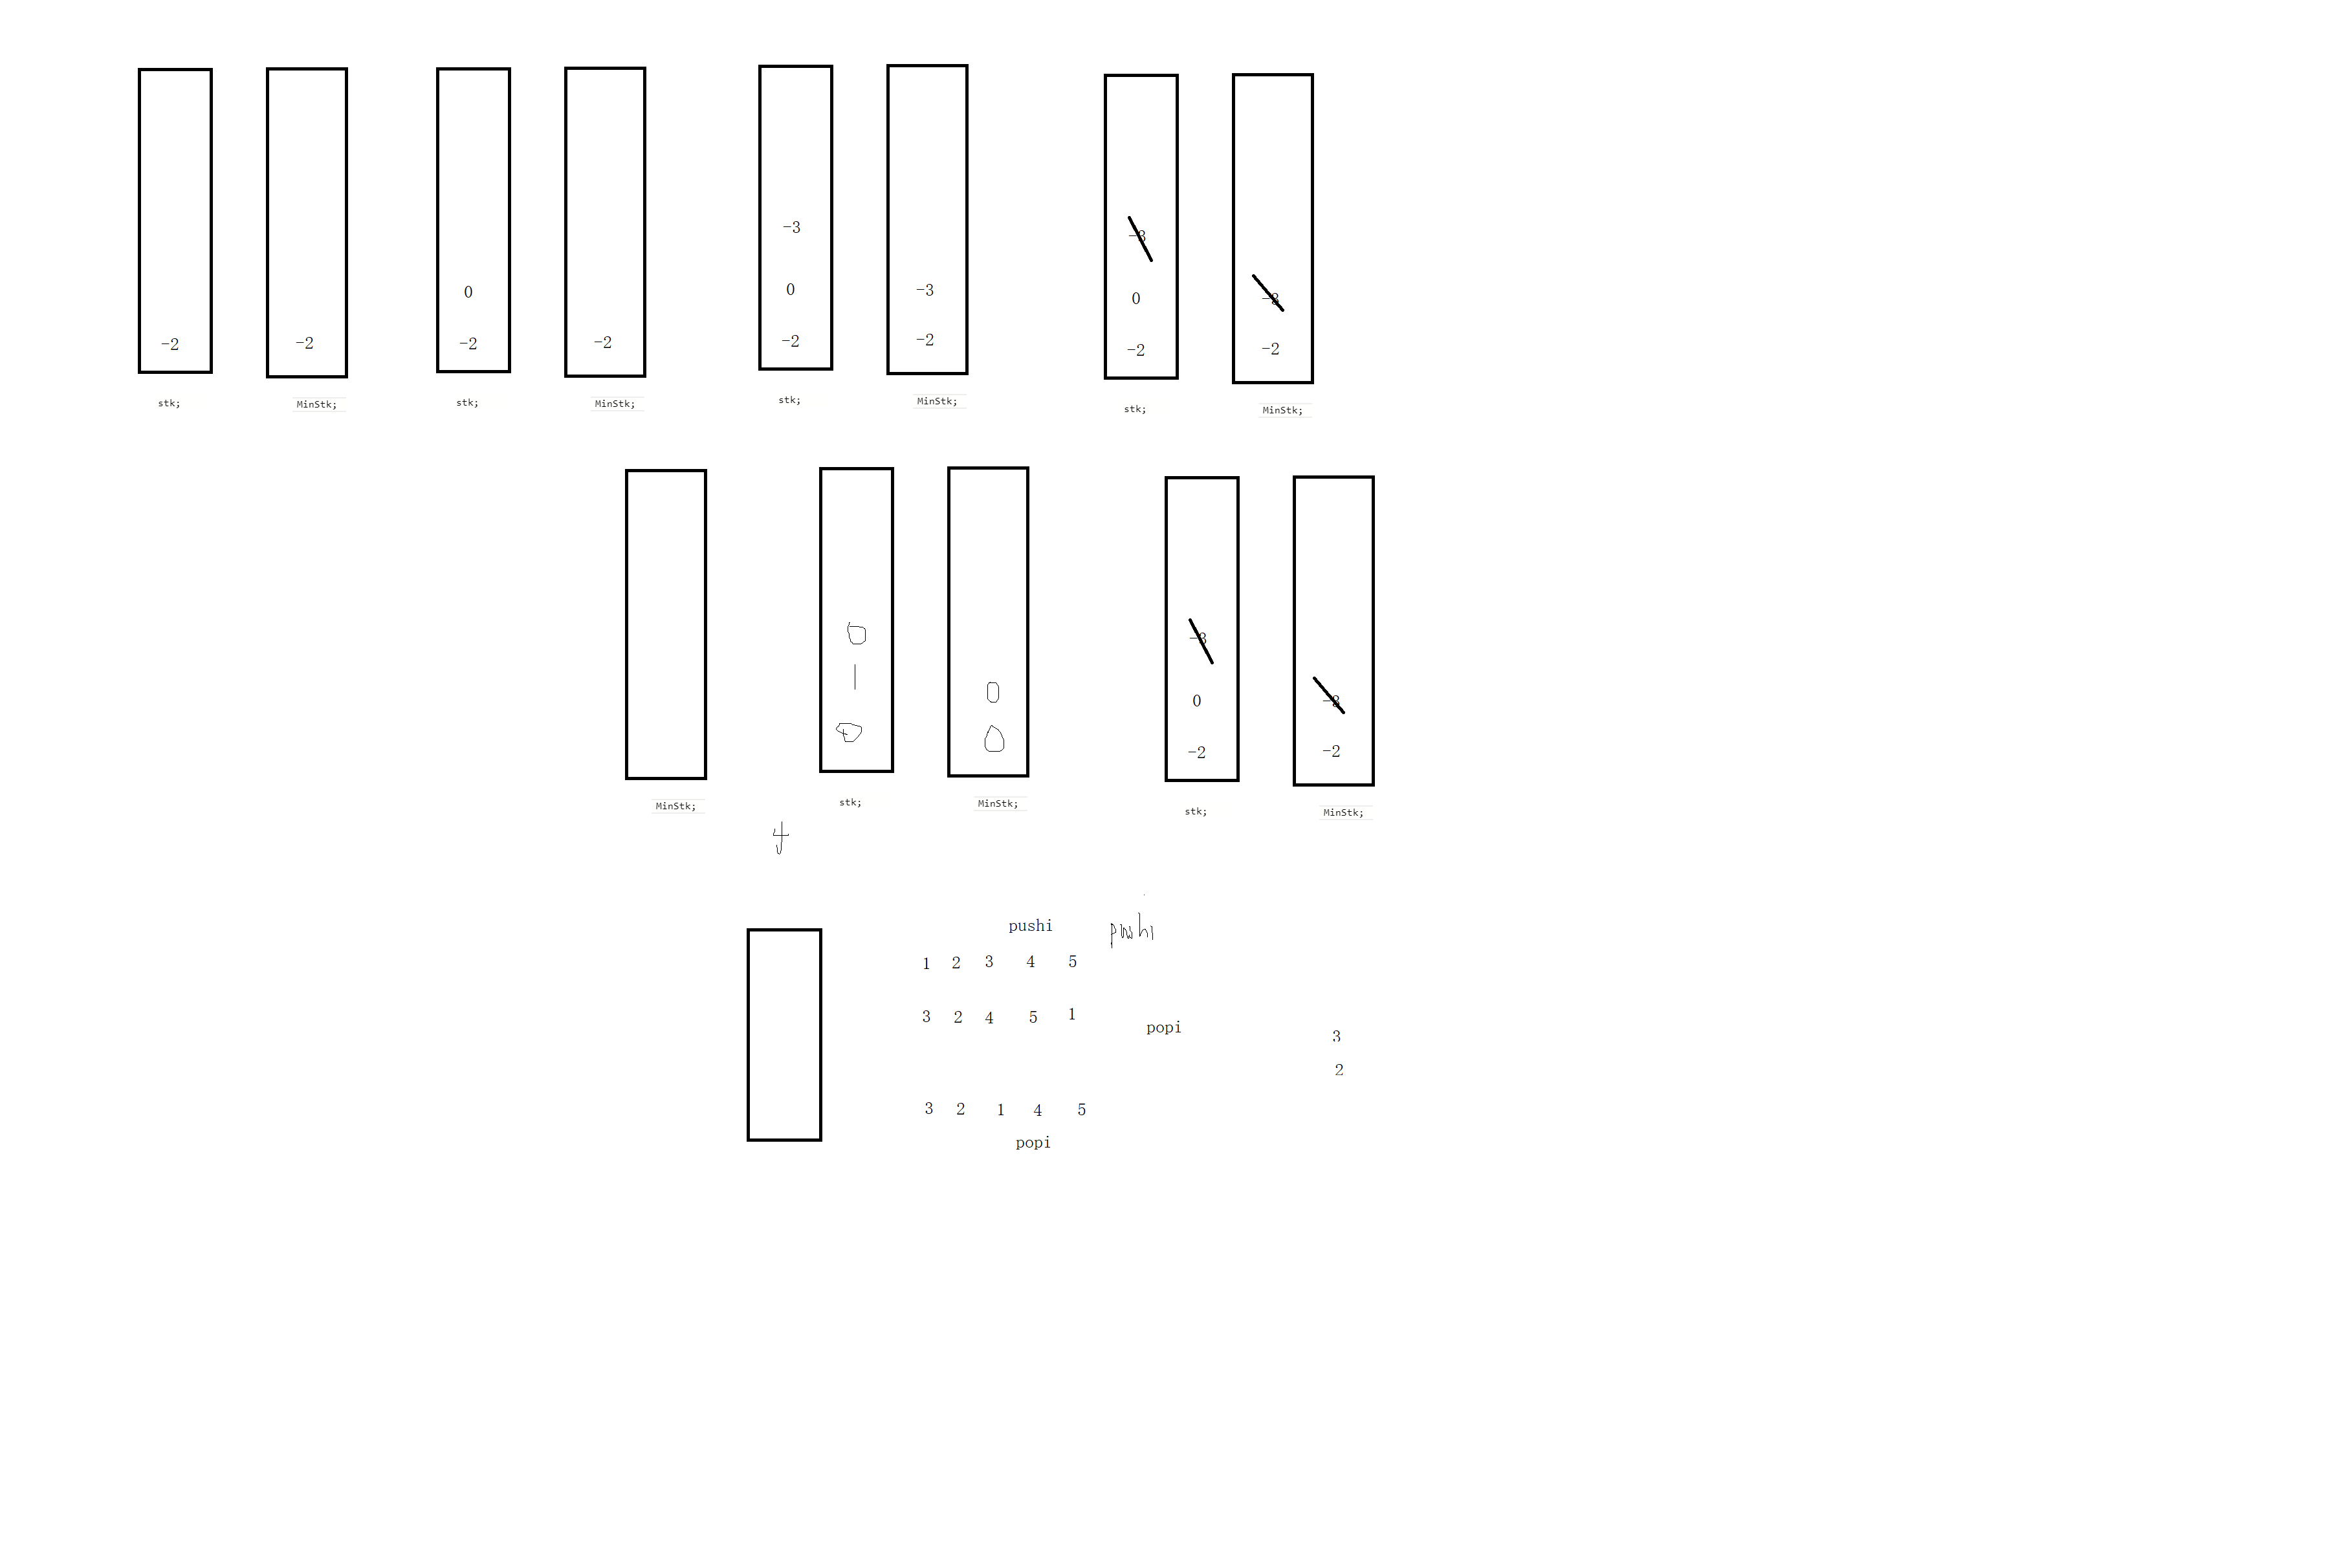 -3
-3 -3
0 0 -3 0 -3
-2 -2 -2 -2 -2 -2 -2 -2
stk; MinStk; stk; MinStk; stk; MinStk; stk; MinStk;
0 -3
1 0 0 -3
0 0 -2 -2
MinStk; stk; MinStk; stk; MinStk;
pushi pushi
1 2 3 4 5
3 2 4 5 1 popi
3
2
3 2 1 4 5
popi